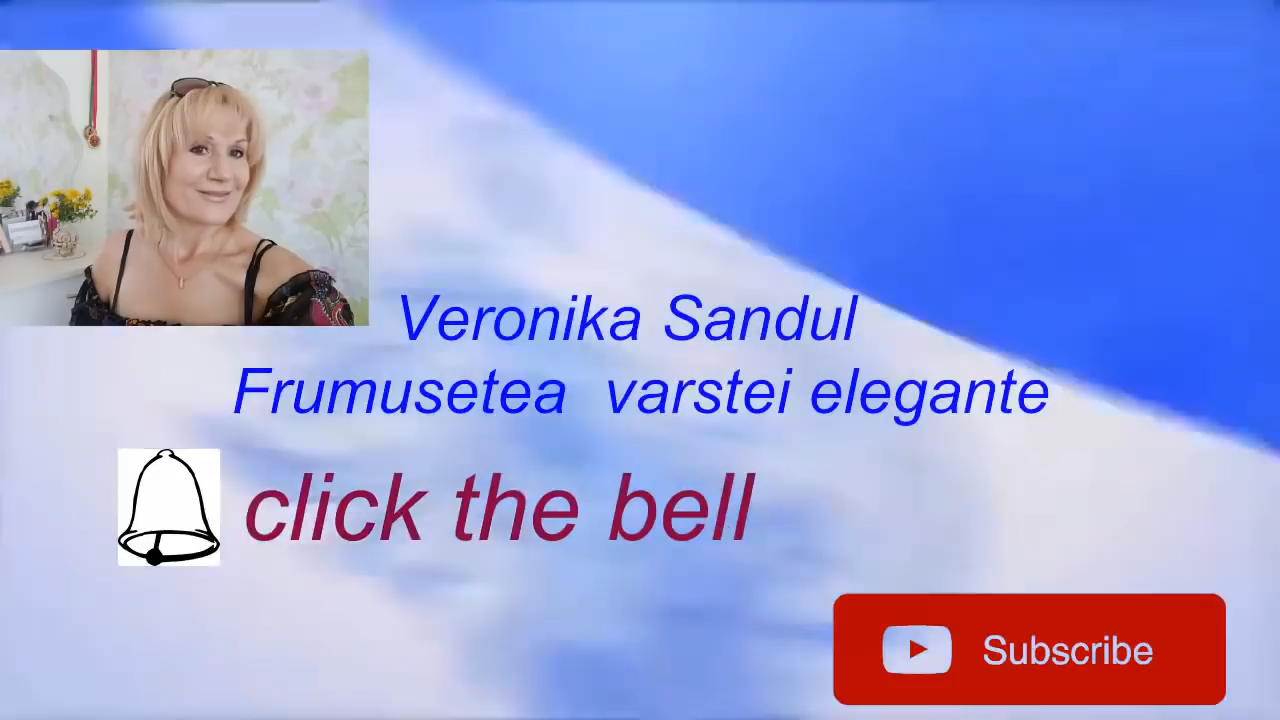 Veronika Sandul
Frumusetea varstei elegante
click the bell
Subscribe